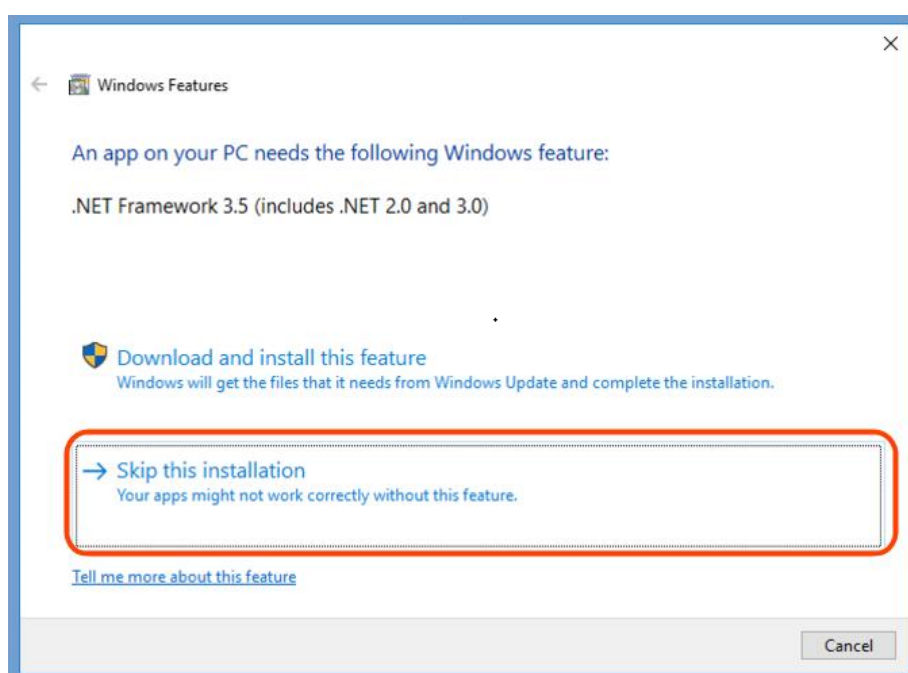 Windows Features
An app on your PC needs the following Windows feature:
.NET Framework 3.5 (includes .NET 2.0 and 3.0)
Download and install this feature
Windows will get the files that it needs from Windows Update and complete the installation.
Skip this installation
Your apps might not work correctly without this feature.
Tell me more about this feature
Cancel